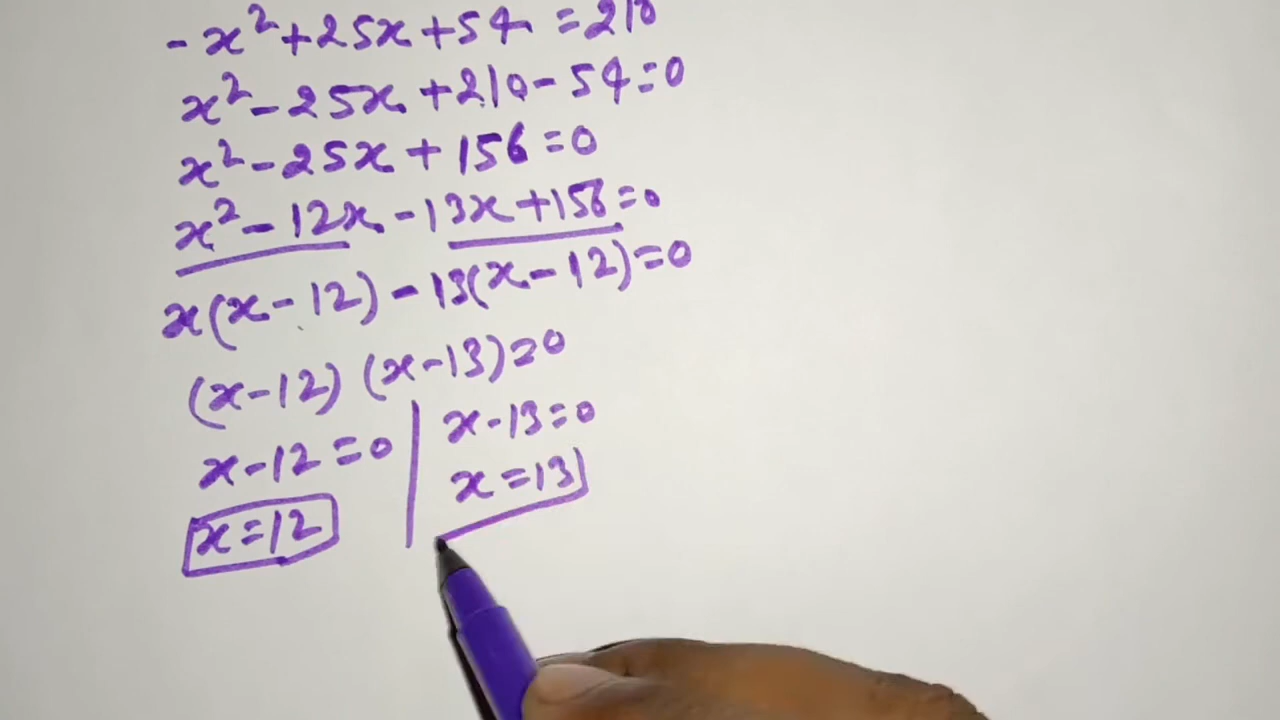 -x²+25x+54=210
x²-25x+210-54=0
x²-25x+156=0
x²-12x-13x+156=0
x(x-12)-13(x-12)=0
(x-12)(x-13)=0
x-12=0
x=12
x-13=0
x=13